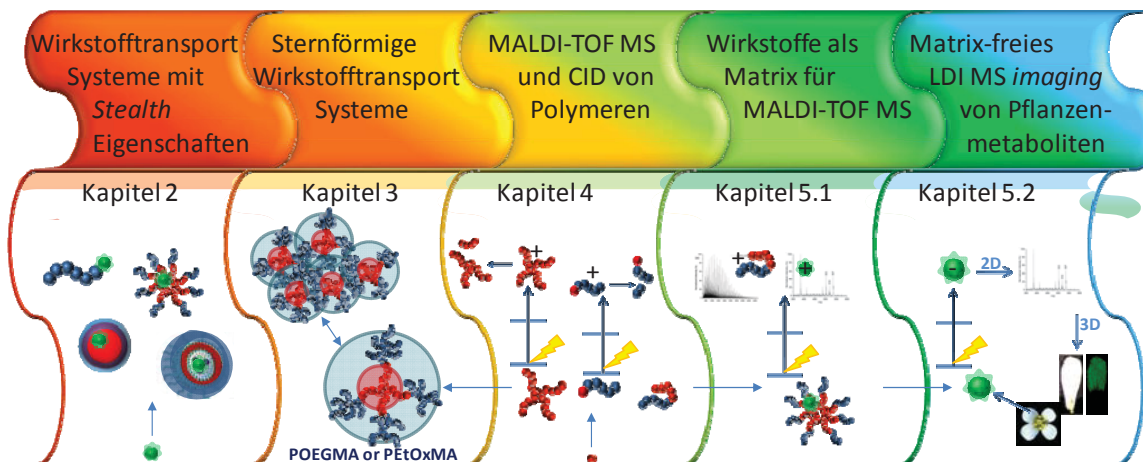 Wirkstofftransport
Systeme mit
Stealth
Eigenschaften
Sternförmige
Wirkstofftransport
Systeme
MALDI-TOF MS
und CID von
Polymeren
Wirkstoffe als
Matrix für
MALDI-TOF MS
Matrix-freies
LDI MS imaging
von Pflanzen-
metaboliten
Kapitel 2
Kapitel 3
Kapitel 4
Kapitel 5.1
Kapitel 5.2
+
+
+
+
-
2D
3D
POEGMA or PEtOxMA